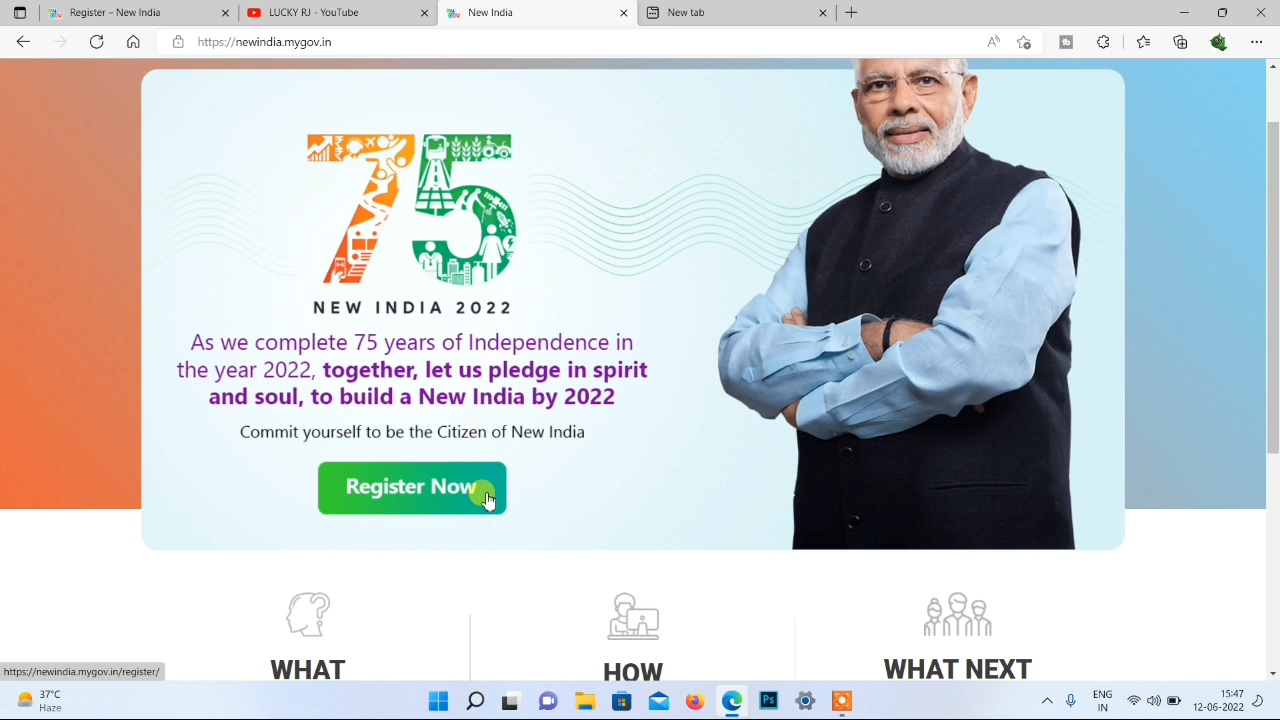 Register – New India
LUCKY RJ - YouTube
New India
New tab
https://newindia.mygov.in
75
NEW INDIA 2022
As we complete 75 years of Independence in
the year 2022, together, let us pledge in spirit
and soul, to build a New India by 2022
Commit yourself to be the Citizen of New India
Register Now
WHAT
HOW
WHAT NEXT
https://newindia.mygov.in/register/
37°C
Haze
Ps
ENG
IN
15:47
12-06-2022